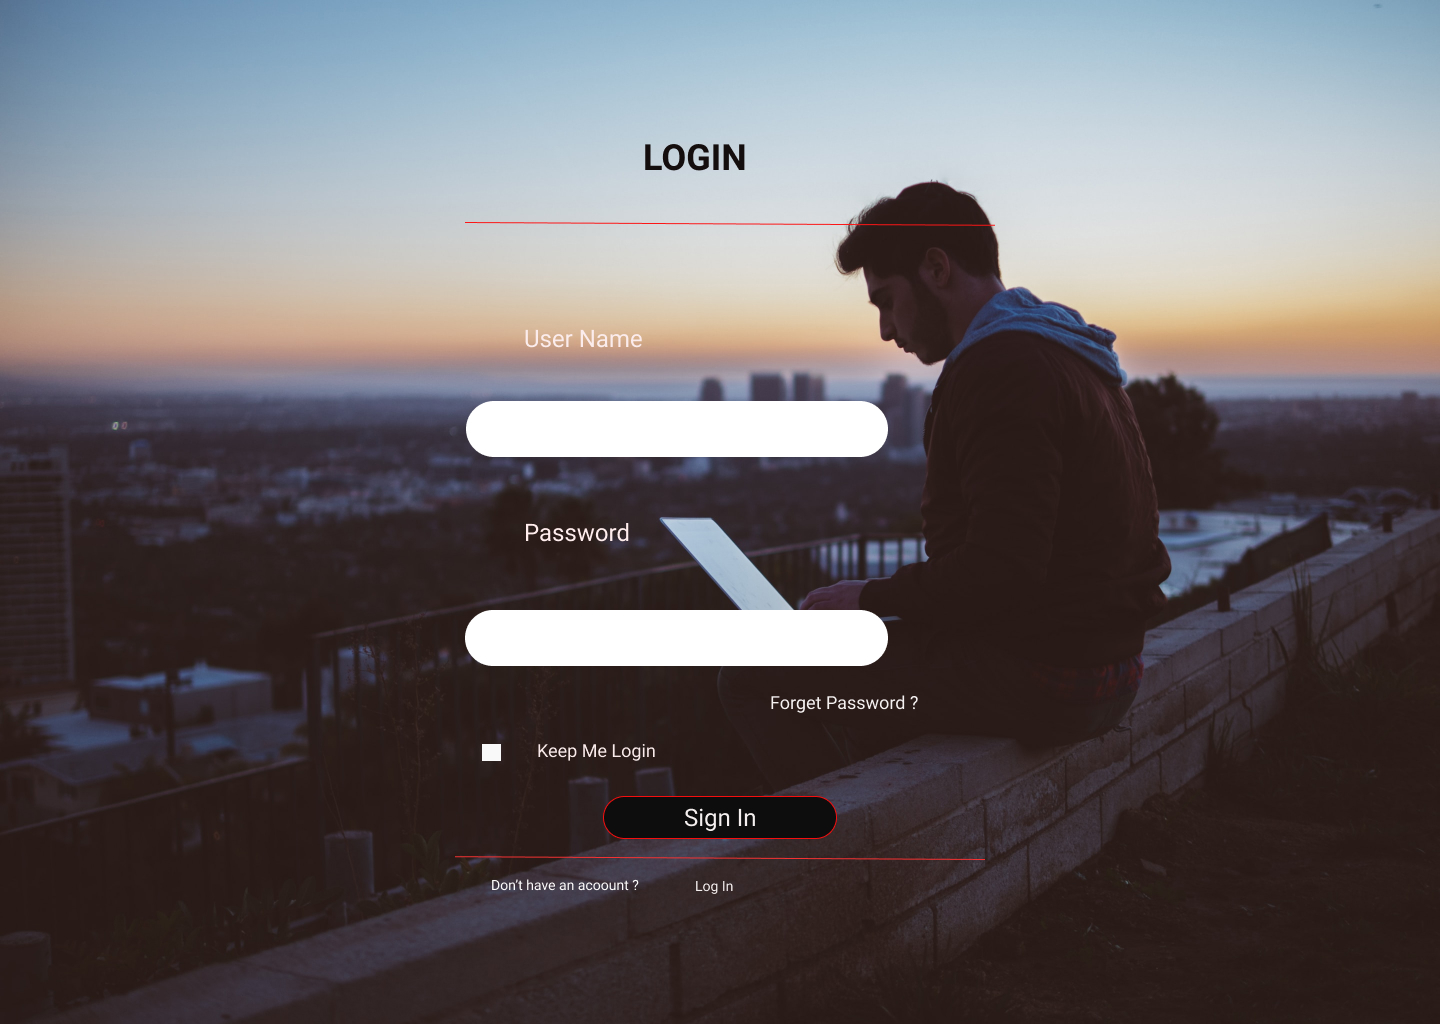 LOGIN
User Name
Password
Forget Password ?
Keep Me Login
Sign In
Don't have an acoount ?
Log In